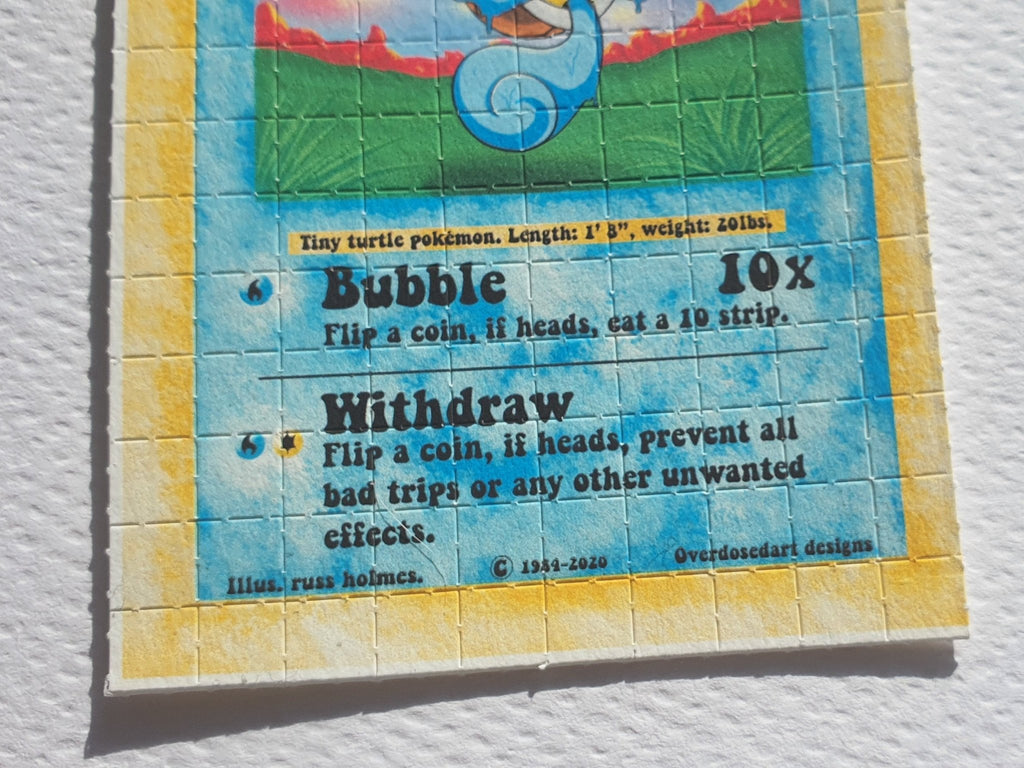 Tiny turtle pokémon. Length: 1' 8", weight: 20lbs.
Bubble 10x
Flip a coin, if heads, eat a 10 strip.
Withdraw
Flip a coin, if heads, prevent all
bad trips or any other unwanted
effects.
Illus. russ holmes. © 1984-2020 Overdosedart designs